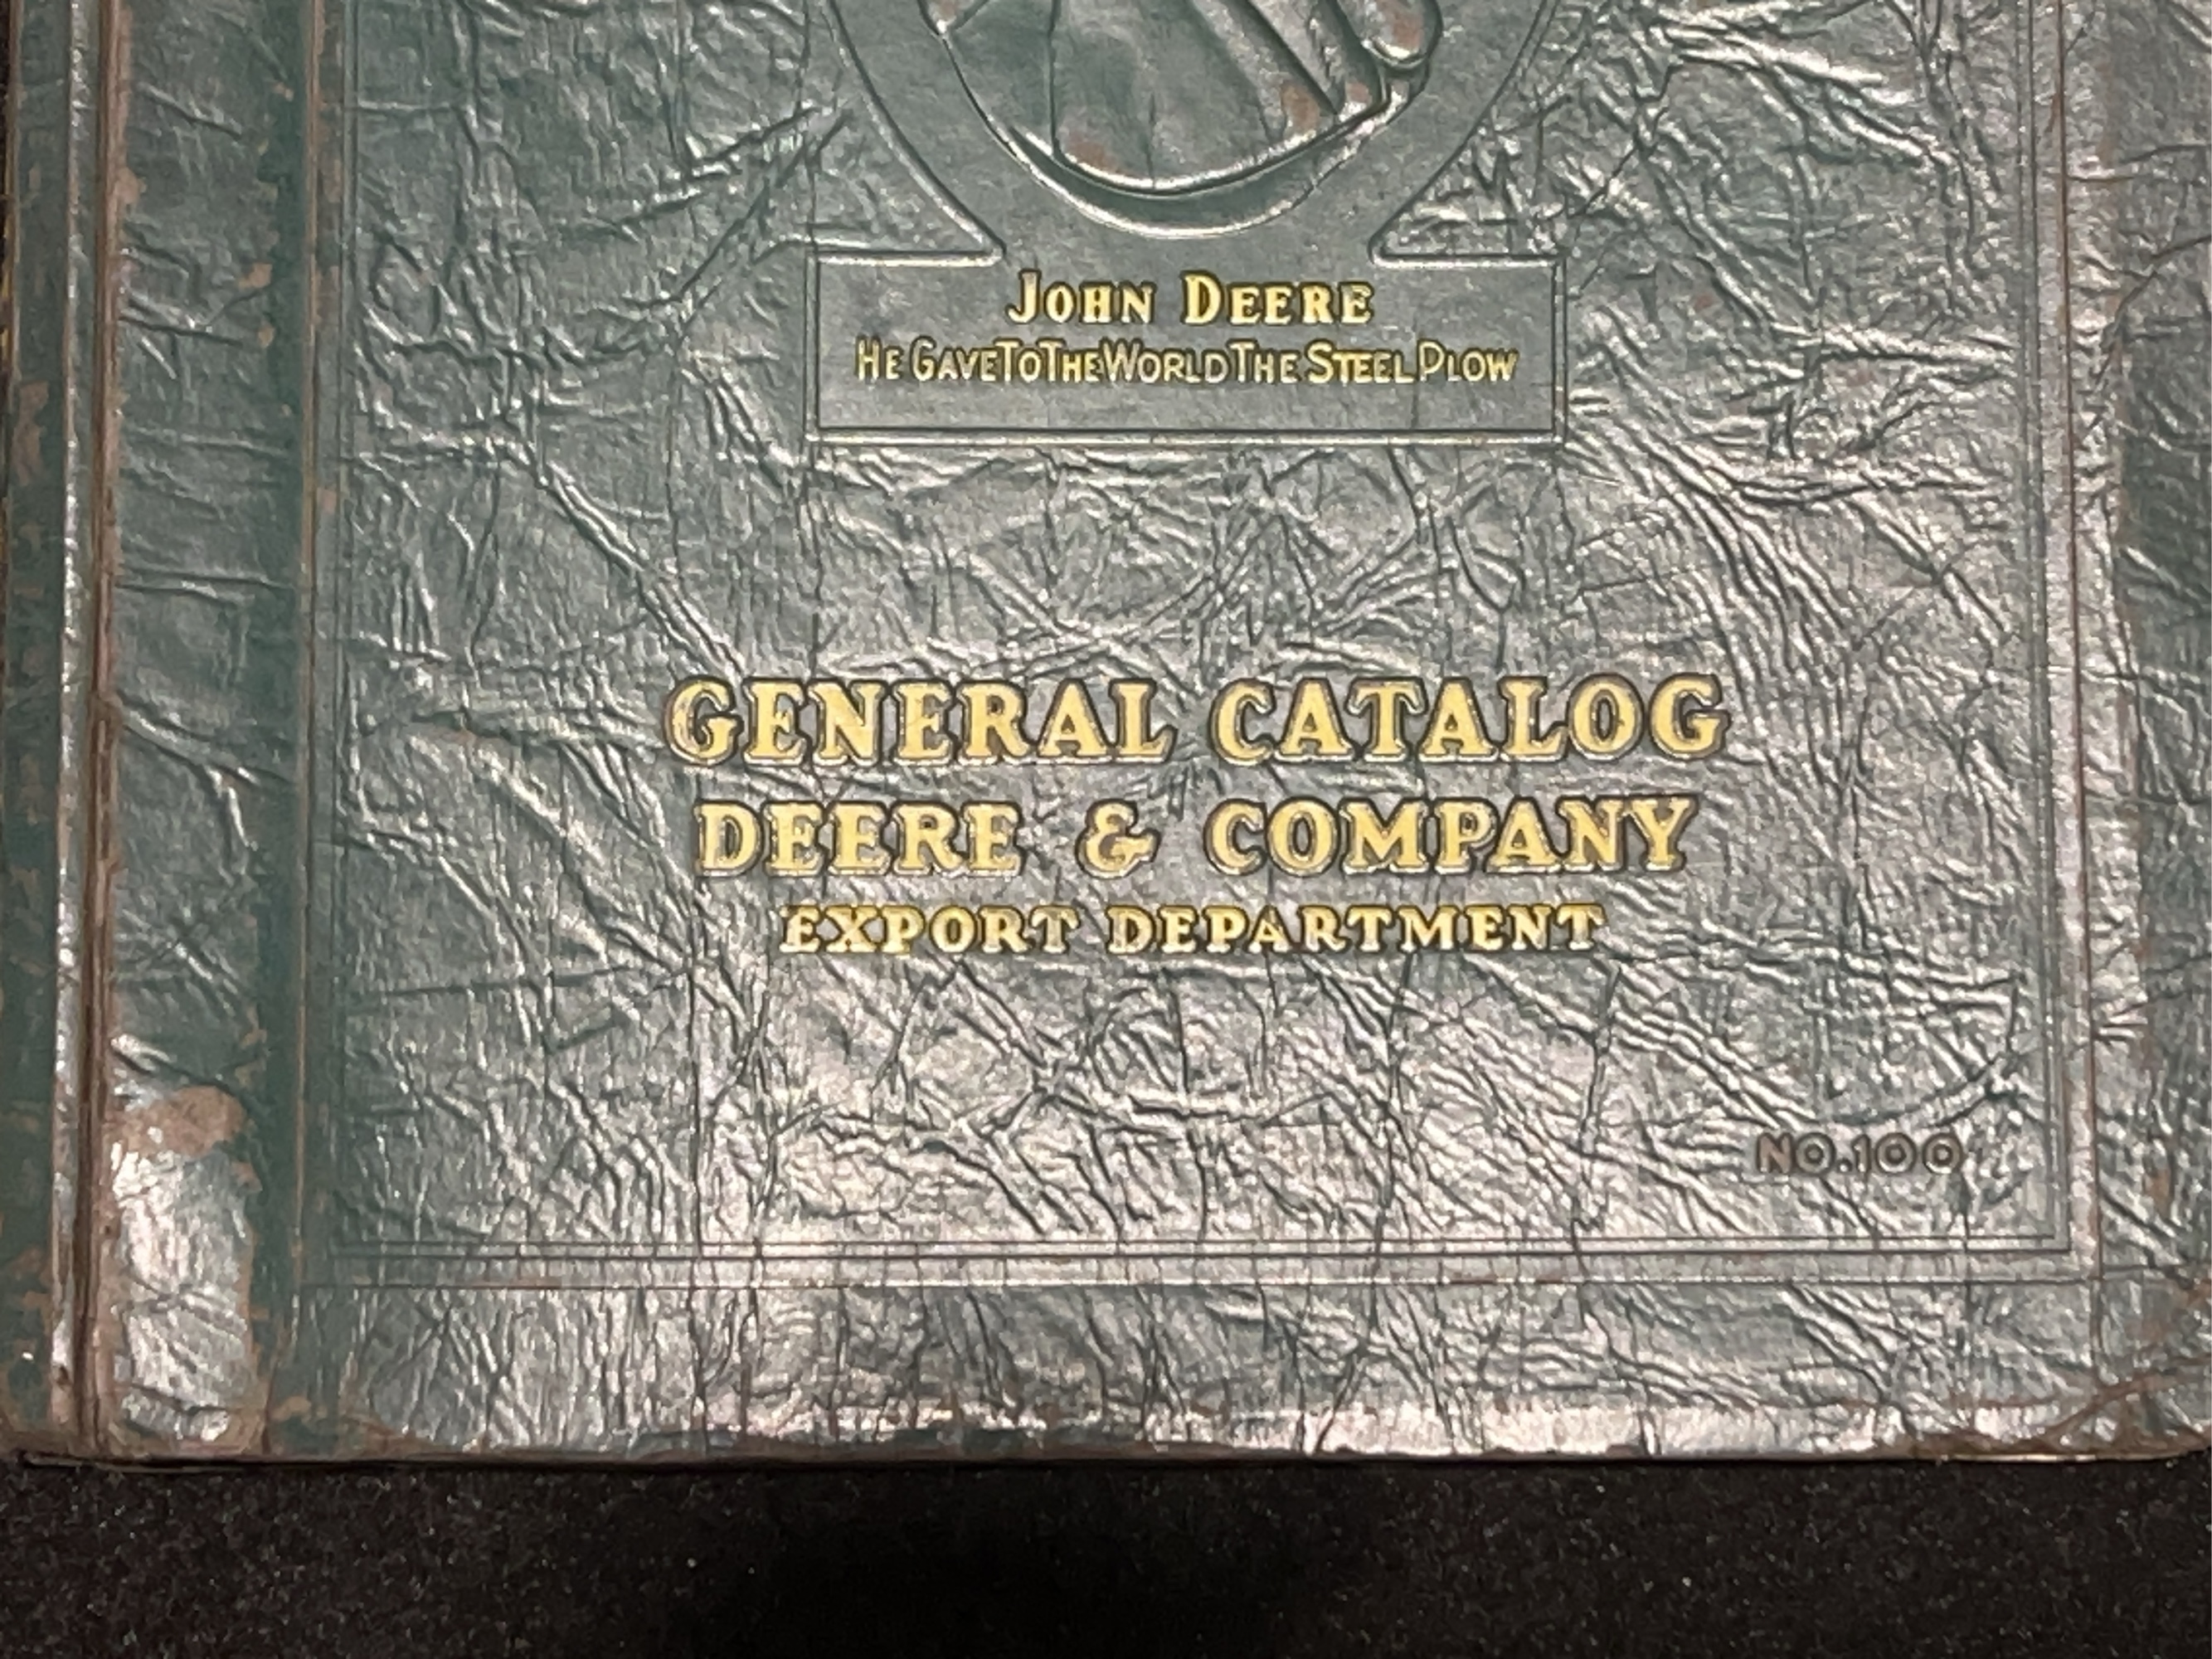 JOHN DEERE
HE GAVE TO THE WORLD THE STEEL PLOW
GENERAL CATALOG
DEERE & COMPANY
EXPORT DEPARTMENT
NO.100